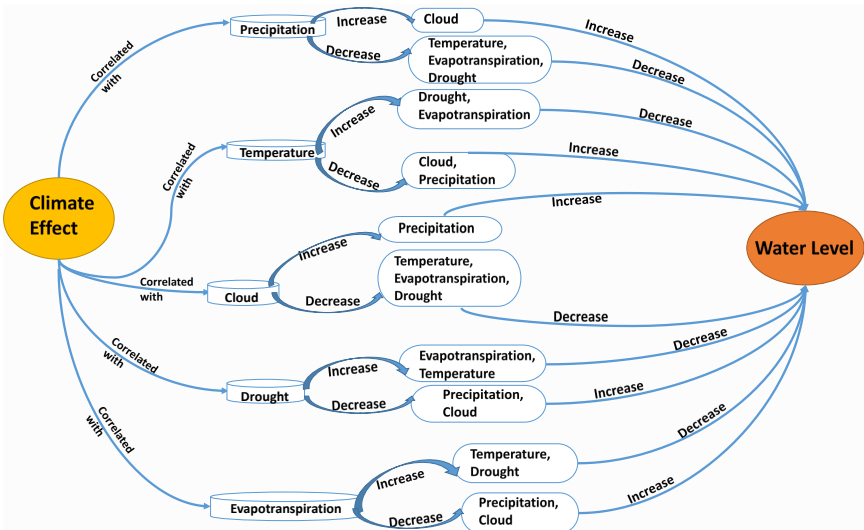 Climate
Effect
Correlated
with
Precipitation
Increase
Cloud
Increase
Decrease
Temperature,
Evapotranspiration,
Drought
Decrease
Correlated
with
Temperature
Increase
Drought,
Evapotranspiration
Decrease
Decrease
Cloud,
Precipitation
Increase
Correlated
with
Cloud
Increase
Precipitation
Increase
Decrease
Temperature,
Evapotranspiration,
Drought
Decrease
Correlated
with
Drought
Increase
Evapotranspiration,
Temperature
Decrease
Decrease
Precipitation,
Cloud
Increase
Correlated
with
Evapotranspiration
Increase
Temperature,
Drought
Decrease
Decrease
Precipitation,
Cloud
Increase
Water Level